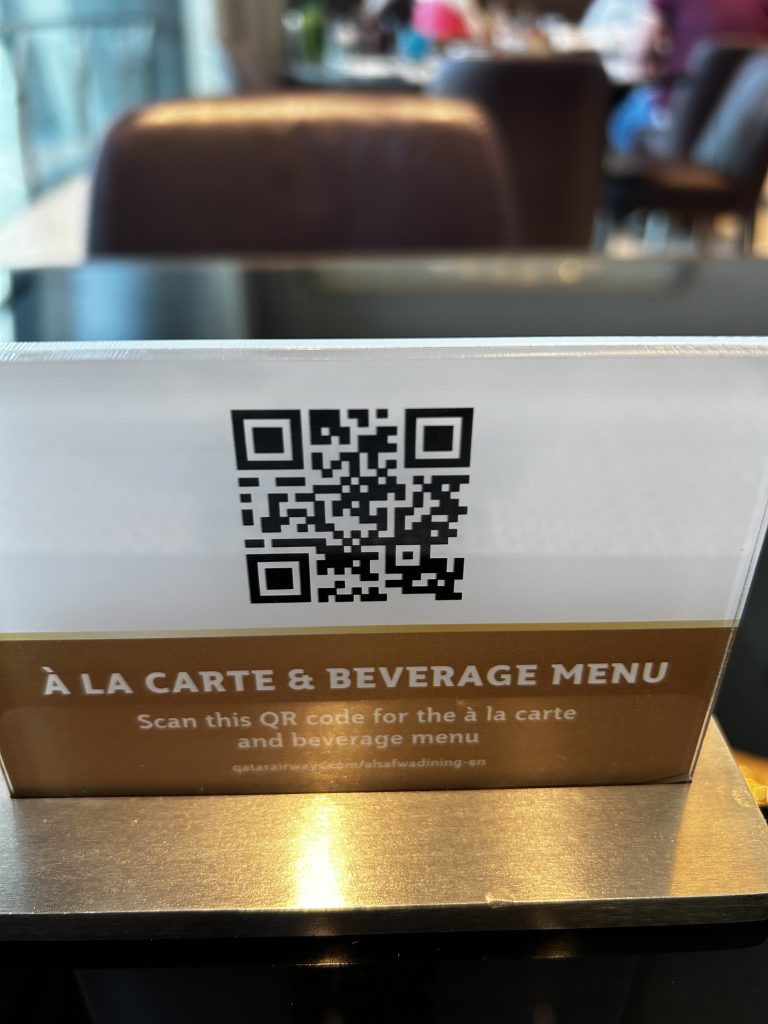 À LA CARTE & BEVERAGE MENU
Scan this QR code for the à la carte
and beverage menu
qatarairways.com/alsafwadining-en